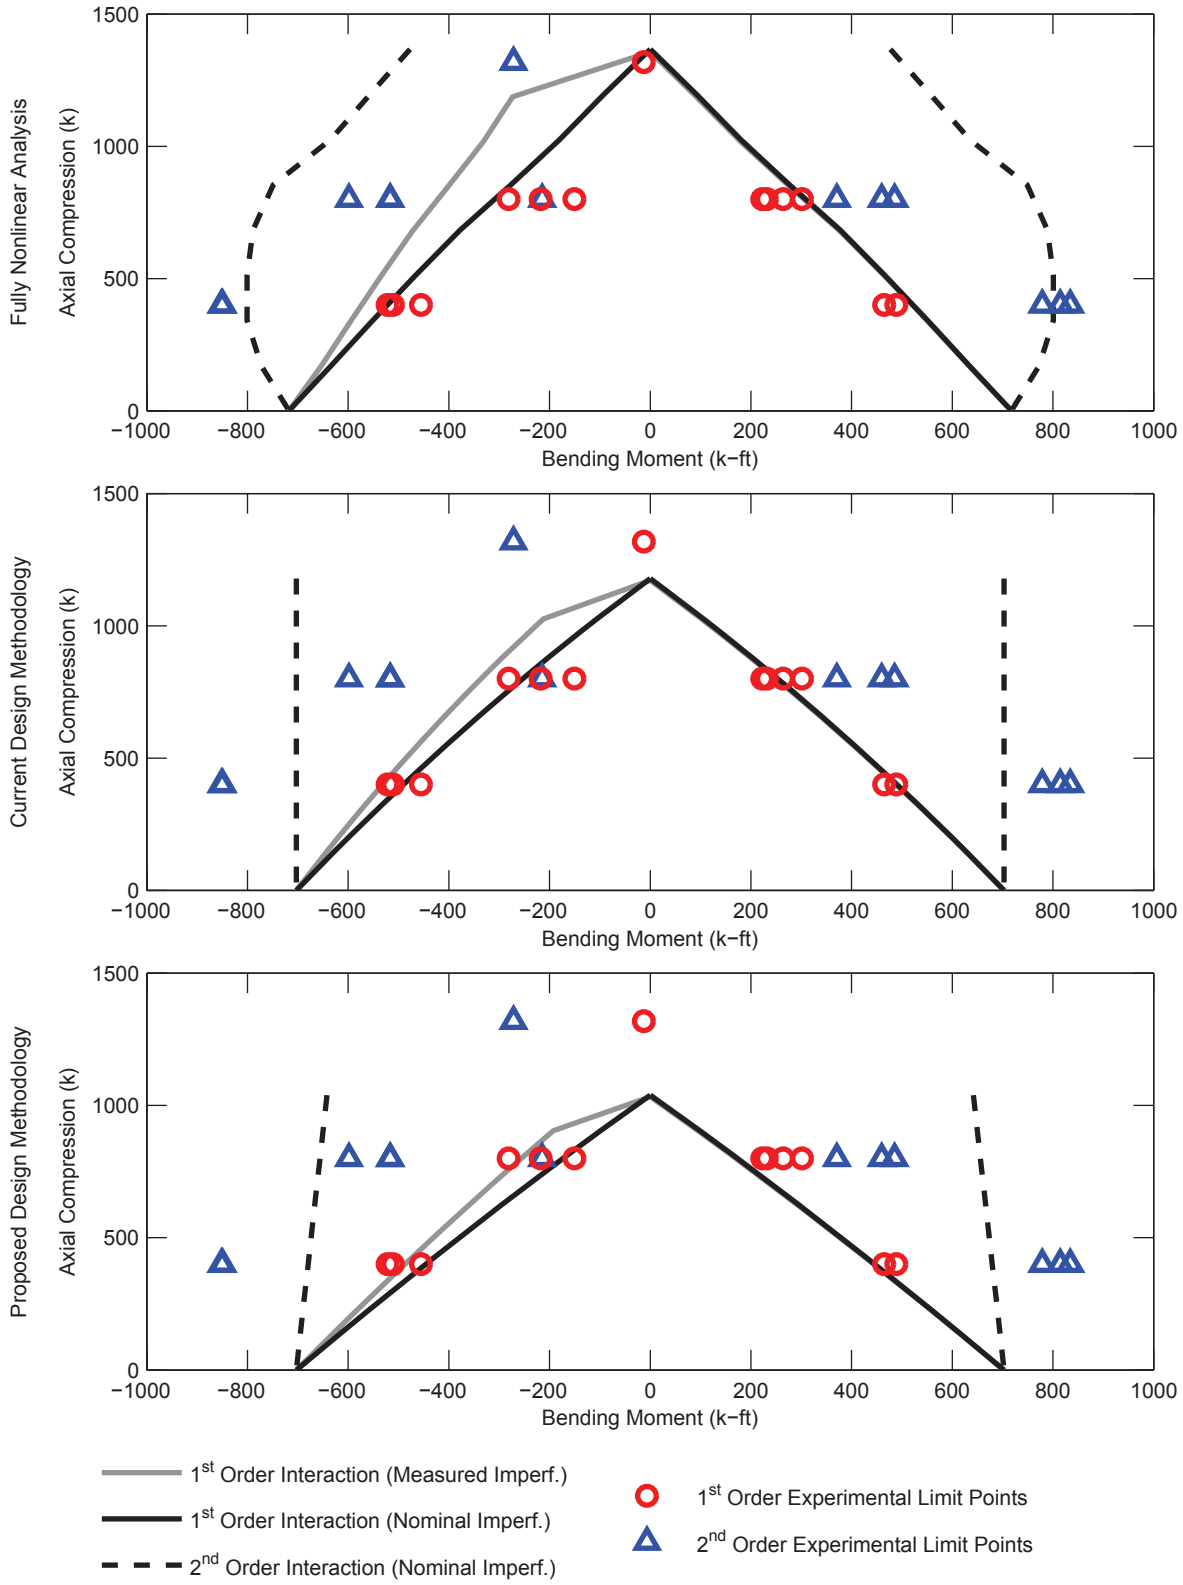 Fully Nonlinear Analysis
Axial Compression (k)
1500
1000
500
0
−1000 −800 −600 −400 −200 0 200 400 600 800 1000
Bending Moment (k−ft)
Current Design Methodology
Axial Compression (k)
1500
1000
500
0
−1000 −800 −600 −400 −200 0 200 400 600 800 1000
Bending Moment (k−ft)
Proposed Design Methodology
Axial Compression (k)
1500
1000
500
0
−1000 −800 −600 −400 −200 0 200 400 600 800 1000
Bending Moment (k−ft)
1st Order Interaction (Measured Imperf.)
1st Order Interaction (Nominal Imperf.)
2nd Order Interaction (Nominal Imperf.)
1st Order Experimental Limit Points
2nd Order Experimental Limit Points